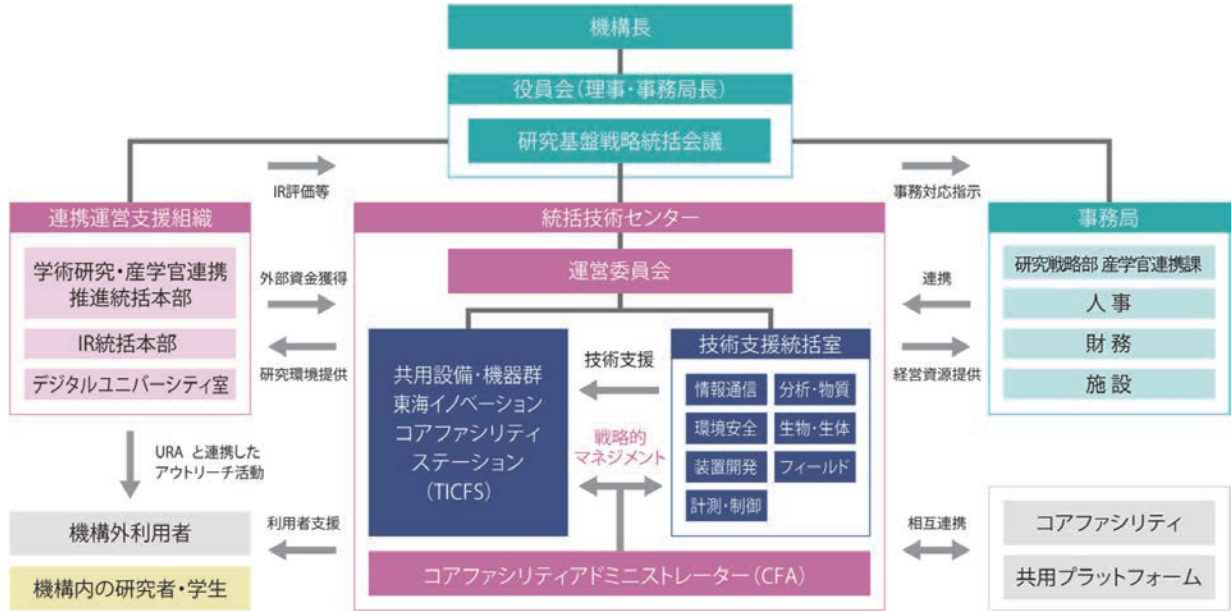 機構長
役員会(理事・事務局長)
研究基盤戦略統括会議
IR評価等
事務対応指示
連携運営支援組織
学術研究・産学官連携
推進統括本部
IR統括本部
デジタルユニバーシティ室
外部資金獲得
研究環境提供
統括技術センター
運営委員会
共用設備・機器群
東海イノベーション
コアファシリティ
ステーション
(TICFS)
技術支援
戦略的
マネジメント
技術支援統括室
情報通信
分析・物質
環境安全
生物・生体
装置開発
フィールド
計測・制御
コアファシリティアドミニストレーター(CFA)
連携
経営資源提供
事務局
研究戦略部 産学官連携課
人事
財務
施設
URA と連携した
アウトリーチ活動
機構外利用者
機構内の研究者・学生
利用者支援
相互連携
コアファシリティ
共用プラットフォーム